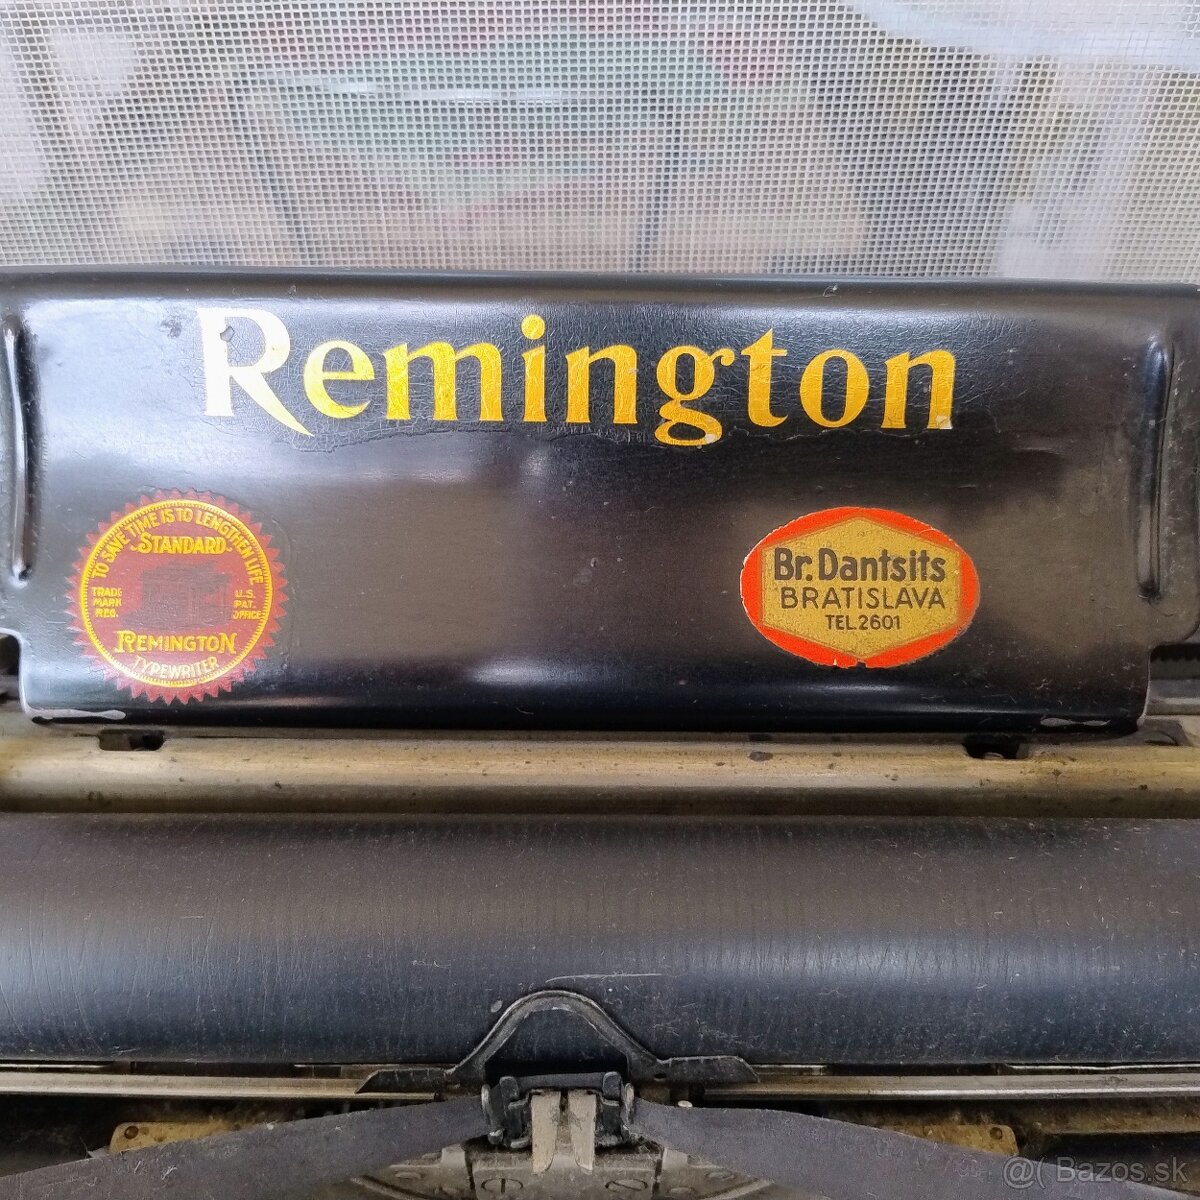 Remington
TO SAVE TIME IS TO LENGTHEN LIFE
STANDARD
TRADE
MARK
REG.
U.S.
PAT.
OFFICE
REMINGTON
TYPEWRITER
Br. Dantsits
BRATISLAVA
TEL.2601
@( Bazos.sk